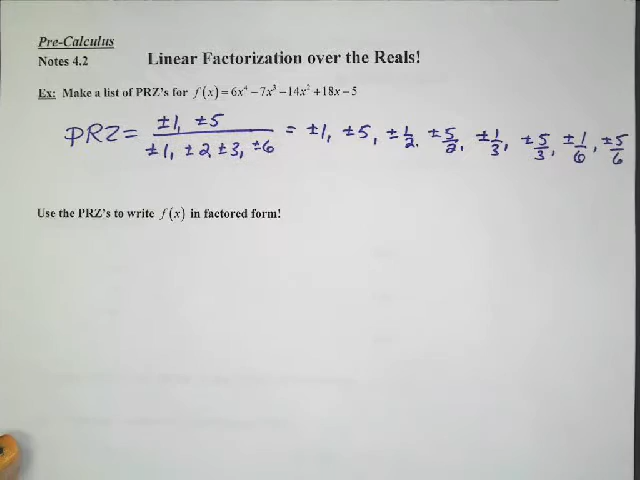 Pre-Calculus
Notes 4.2 Linear Factorization over the Reals!
Ex: Make a list of PRZ's for f(x) = 6x⁴ − 7x³ − 14x² + 18x − 5
PRZ = ±1, ±5 / ±1, ±2, ±3, ±6 = ±1, ±5, ±1/2, ±5/2, ±1/3, ±5/3, ±1/6, ±5/6
Use the PRZ's to write f(x) in factored form!